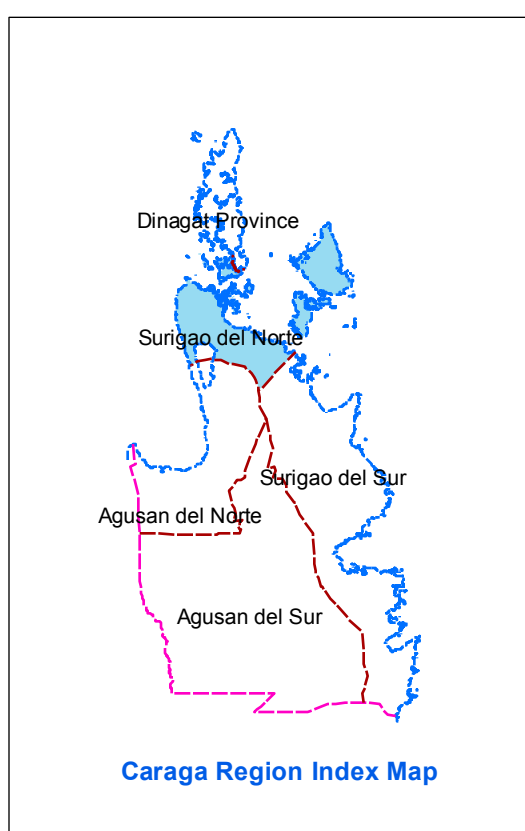 Dinagat Province
Surigao del Norte
Surigao del Sur
Agusan del Norte
Agusan del Sur
Caraga Region Index Map